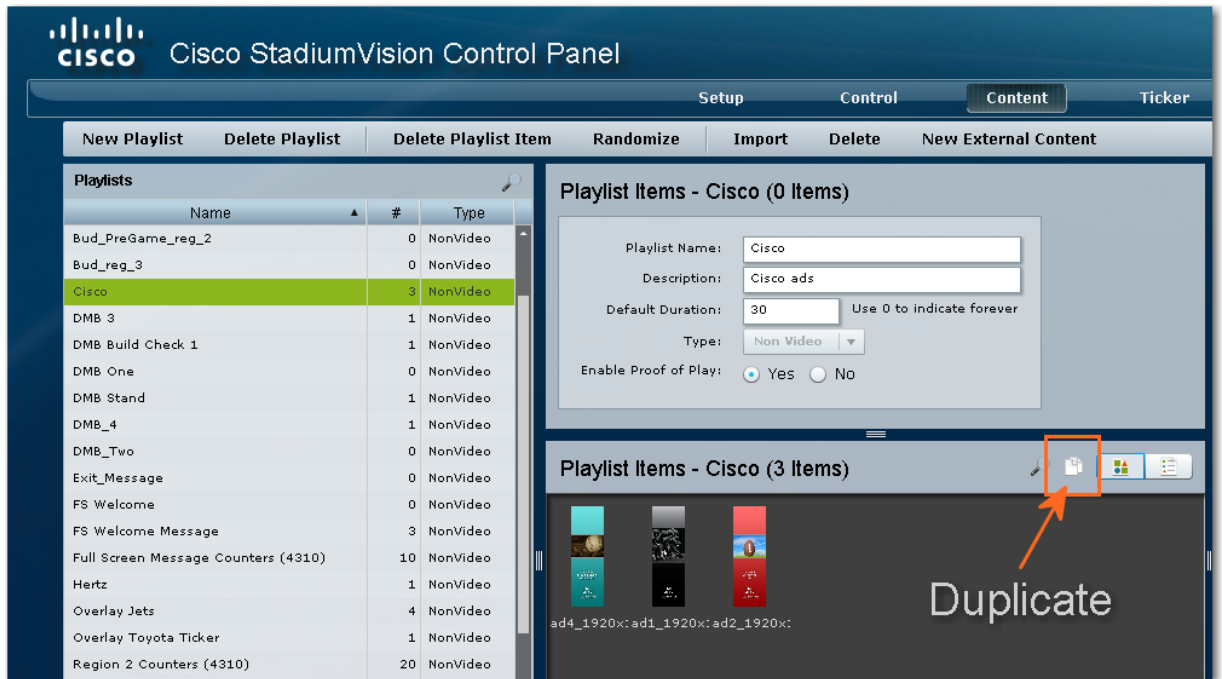 CISCO Cisco StadiumVision Control Panel
Setup Control Content Ticker
New Playlist Delete Playlist Delete Playlist Item Randomize Import Delete New External Content
Playlists
Name # Type
Bud_PreGame_reg_2 0 NonVideo
Bud_reg_3 0 NonVideo
Cisco 3 NonVideo
DMB 3 1 NonVideo
DMB Build Check 1 1 NonVideo
DMB One 0 NonVideo
DMB Stand 1 NonVideo
DMB_4 1 NonVideo
DMB_Two 0 NonVideo
Exit_Message 0 NonVideo
FS Welcome 0 NonVideo
FS Welcome Message 3 NonVideo
Full Screen Message Counters (4310) 10 NonVideo
Hertz 1 NonVideo
Overlay Jets 4 NonVideo
Overlay Toyota Ticker 1 NonVideo
Region 2 Counters (4310) 20 NonVideo
Playlist Items - Cisco (0 Items)
Playlist Name: Cisco
Description: Cisco ads
Default Duration: 30 Use 0 to indicate forever
Type: Non Video
Enable Proof of Play: Yes No
Playlist Items - Cisco (3 Items)
ad4_1920x: ad1_1920x: ad2_1920x:
Duplicate